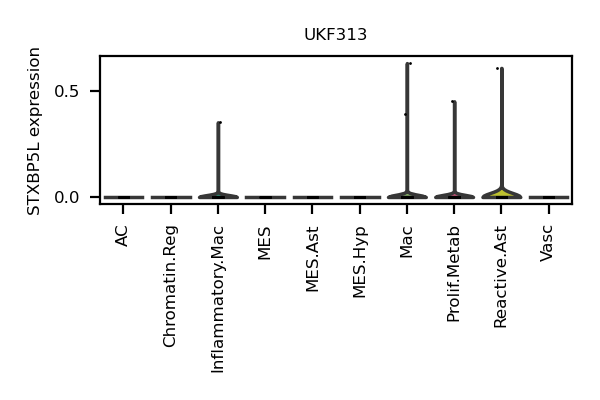 UKF313
STXBP5L expression
0.5
0.0
AC
Chromatin.Reg
Inflammatory.Mac
MES
MES.Ast
MES.Hyp
Mac
Prolif.Metab
Reactive.Ast
Vasc